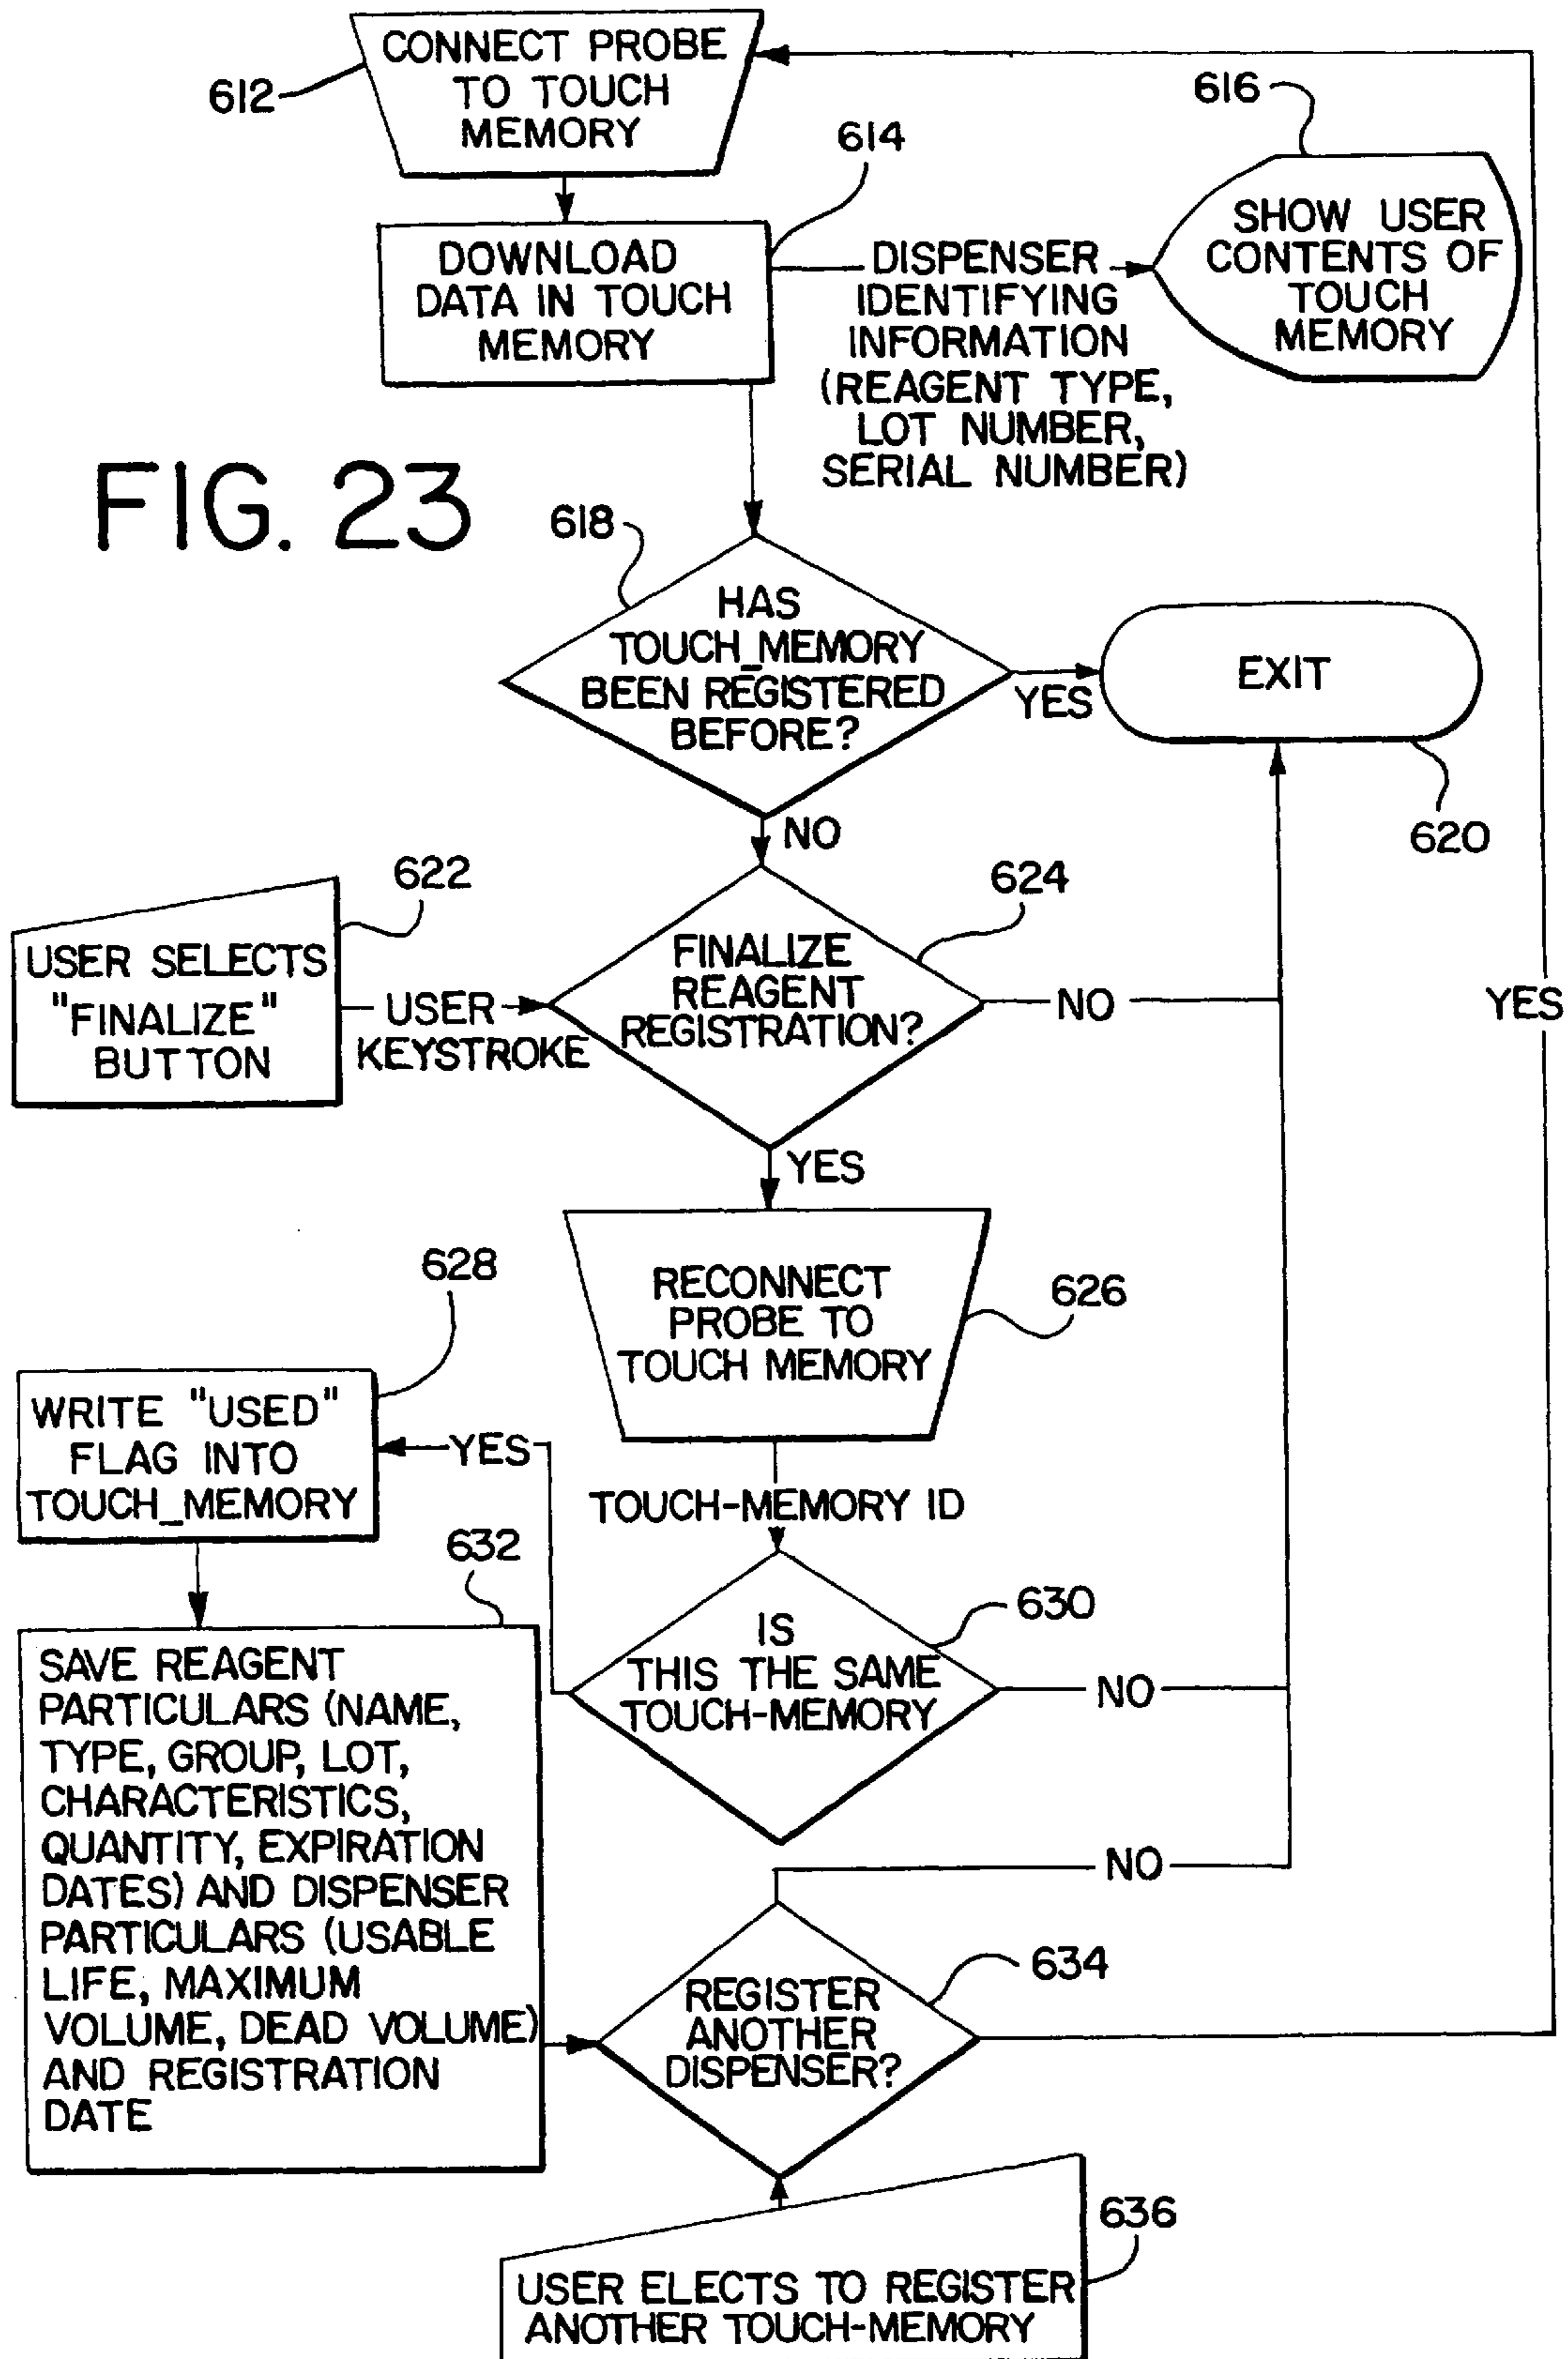 CONNECT PROBE
TO TOUCH
MEMORY
612
614
616
DOWNLOAD
DATA IN TOUCH
MEMORY
DISPENSER
IDENTIFYING
INFORMATION
(REAGENT TYPE,
LOT NUMBER,
SERIAL NUMBER)
SHOW USER
CONTENTS OF
TOUCH
MEMORY
FIG. 23
618
HAS
TOUCH_MEMORY
BEEN REGISTERED
BEFORE?
YES
EXIT
620
NO
622
USER SELECTS
"FINALIZE"
BUTTON
USER
KEYSTROKE
624
FINALIZE
REAGENT
REGISTRATION?
NO
YES
YES
RECONNECT
PROBE TO
TOUCH MEMORY
626
628
WRITE "USED"
FLAG INTO
TOUCH_MEMORY
YES
TOUCH-MEMORY ID
630
IS
THIS THE SAME
TOUCH-MEMORY
NO
632
SAVE REAGENT
PARTICULARS (NAME,
TYPE, GROUP, LOT,
CHARACTERISTICS,
QUANTITY, EXPIRATION
DATES) AND DISPENSER
PARTICULARS (USABLE
LIFE, MAXIMUM
VOLUME, DEAD VOLUME)
AND REGISTRATION
DATE
NO
634
REGISTER
ANOTHER
DISPENSER?
636
USER ELECTS TO REGISTER
ANOTHER TOUCH-MEMORY